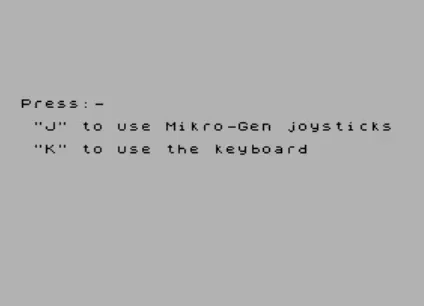 Press:-
"J" to use Mikro-Gen joysticks
"K" to use the keyboard